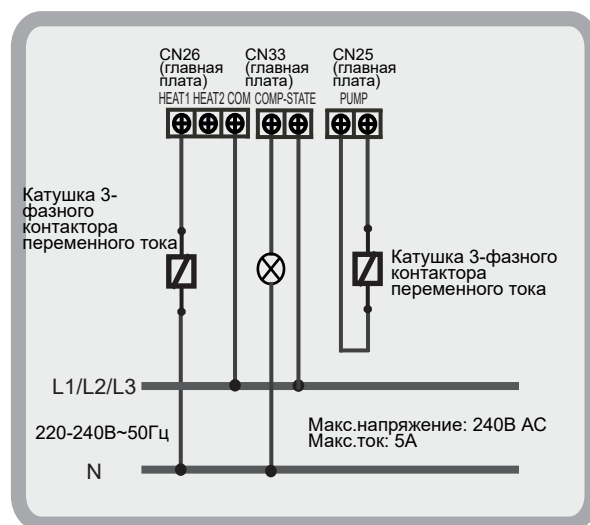 CN26
(главная
плата)
CN33
(главная
плата)
CN25
(главная
плата)
HEAT1 HEAT2 COM COMP-STATE PUMP
Катушка 3-
фазного
контактора
переменного тока
Катушка 3-фазного
контактора
переменного тока
L1/L2/L3
220-240В~50Гц
Макс.напряжение: 240В AC
Макс.ток: 5А
N